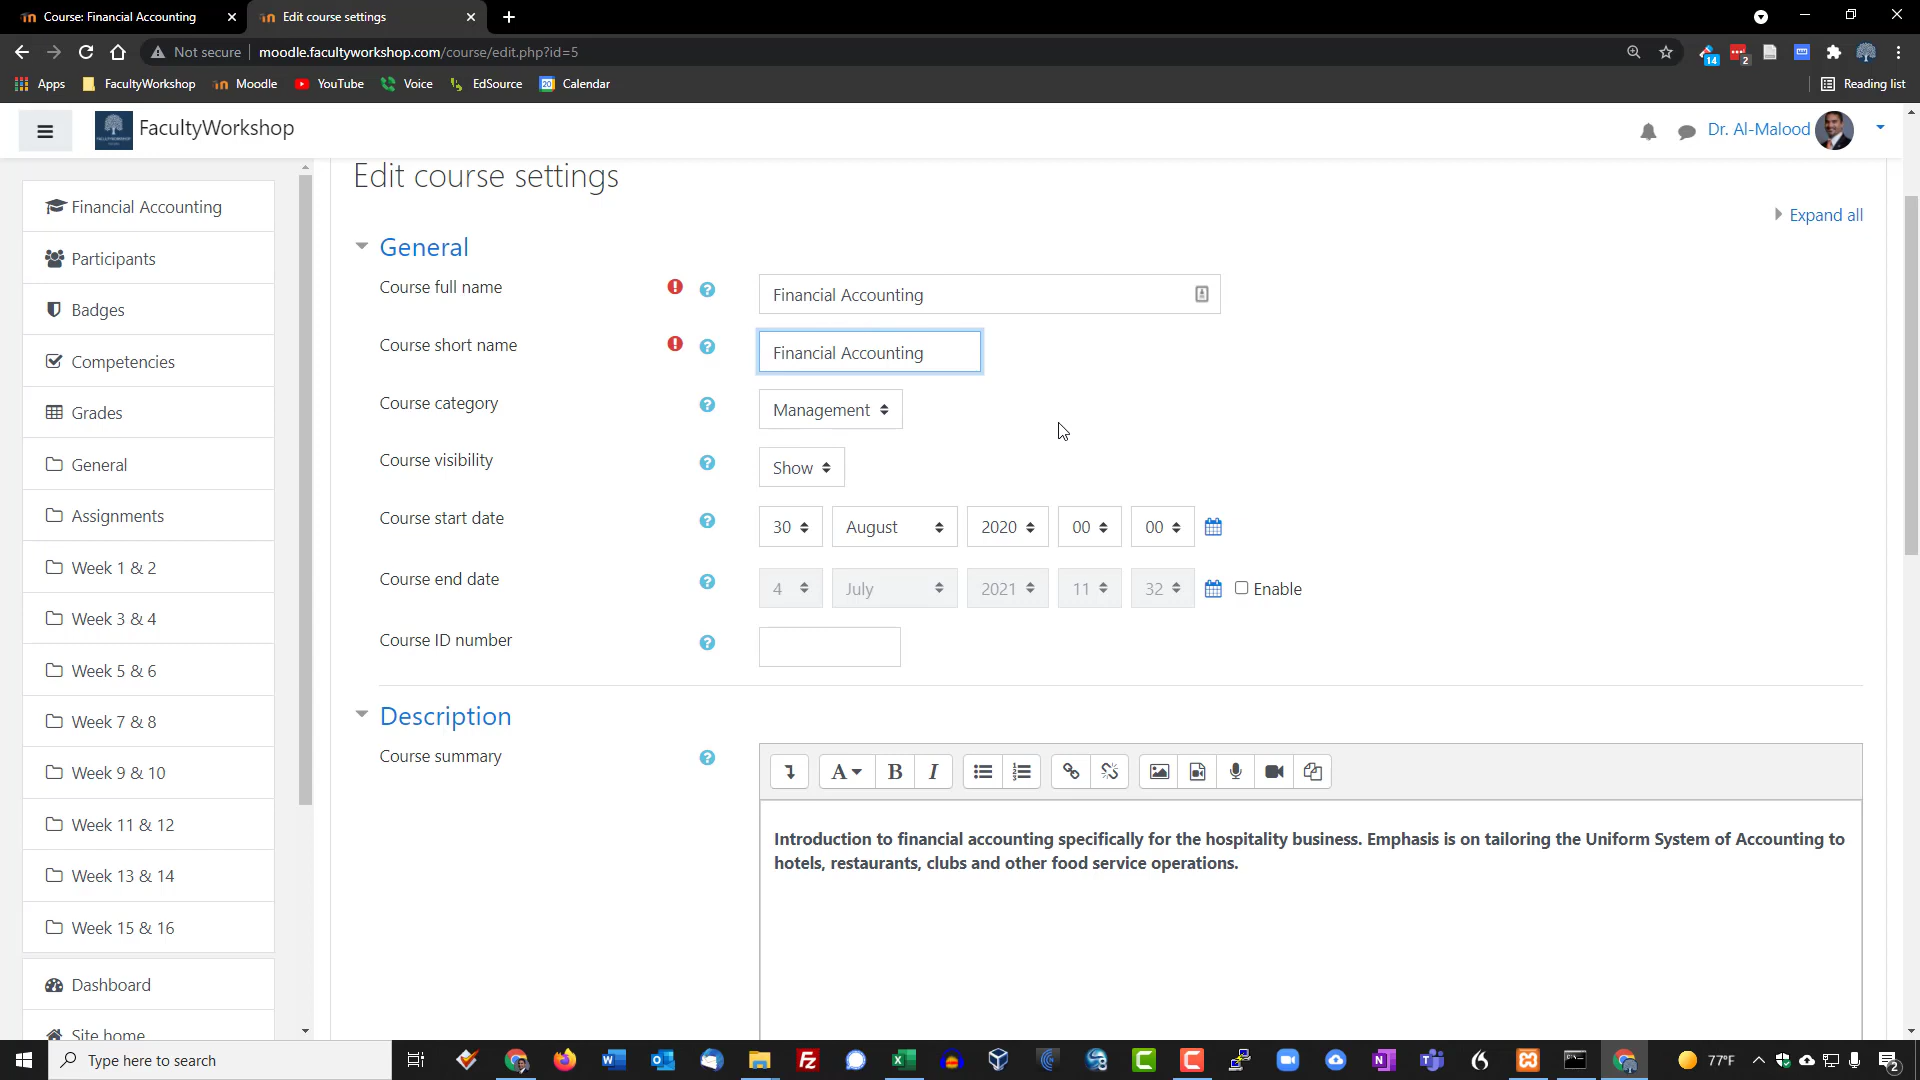 Course: Financial Accounting
Edit course settings
Not secure
moodle.facultyworkshop.com/course/edit.php?id=5
14
2
Apps
FacultyWorkshop
Moodle
YouTube
Voice
EdSource
20
Calendar
Reading list
FacultyWorkshop
Dr. Al-Malood
Financial Accounting
Participants
Badges
Competencies
Grades
General
Assignments
Week 1 & 2
Week 3 & 4
Week 5 & 6
Week 7 & 8
Week 9 & 10
Week 11 & 12
Week 13 & 14
Week 15 & 16
Dashboard
Site home
Edit course settings
Expand all
General
Course full name
Financial Accounting
Course short name
Financial Accounting
Course category
Management
Course visibility
Show
Course start date
30 August 2020 00 00
Course end date
4 July 2021 11 32 Enable
Course ID number
Description
Course summary
A B I
Introduction to financial accounting specifically for the hospitality business. Emphasis is on tailoring the Uniform System of Accounting to
hotels, restaurants, clubs and other food service operations.
Type here to search
77°F
2